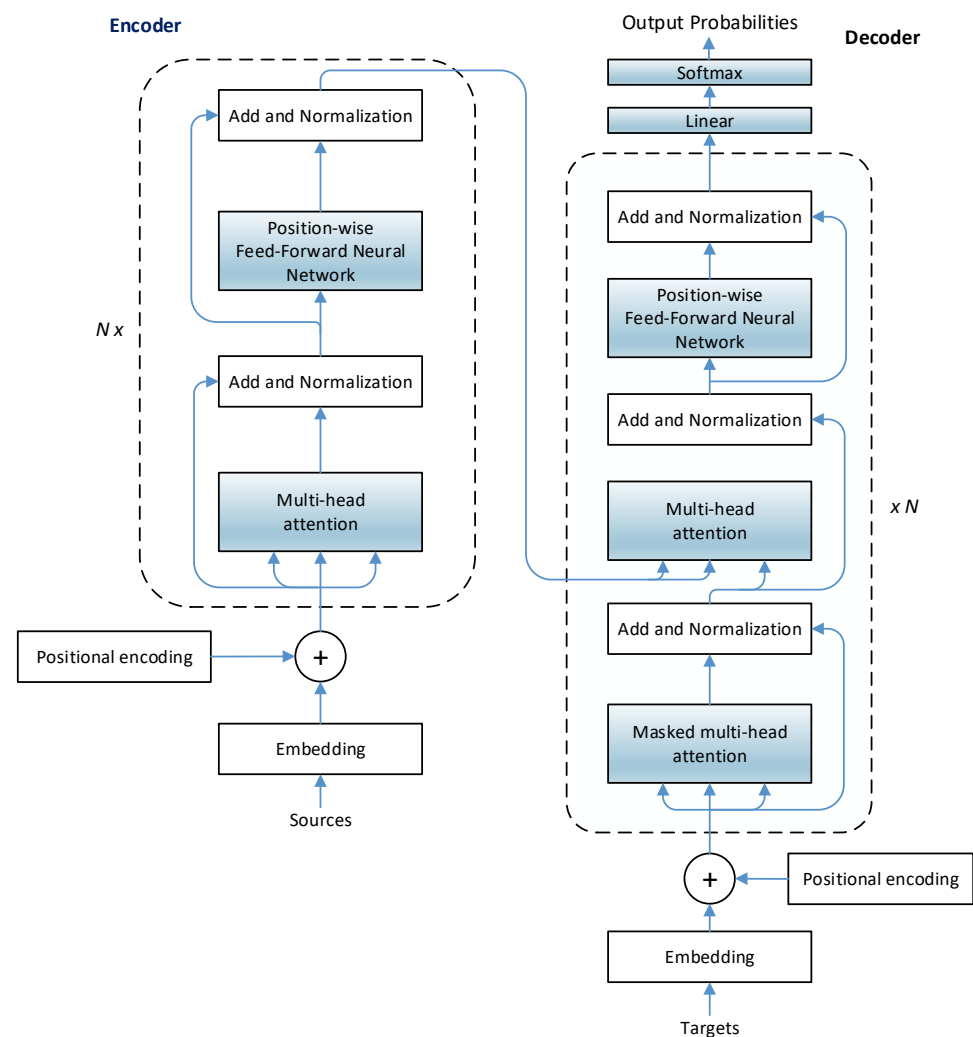 Encoder
Add and Normalization
Position-wise
Feed-Forward Neural
Network
N x
Add and Normalization
Multi-head
attention
Positional encoding
+
Embedding
Sources
Output Probabilities
Decoder
Softmax
Linear
Add and Normalization
Position-wise
Feed-Forward Neural
Network
Add and Normalization
Multi-head
attention
x N
Add and Normalization
Masked multi-head
attention
+
Positional encoding
Embedding
Targets